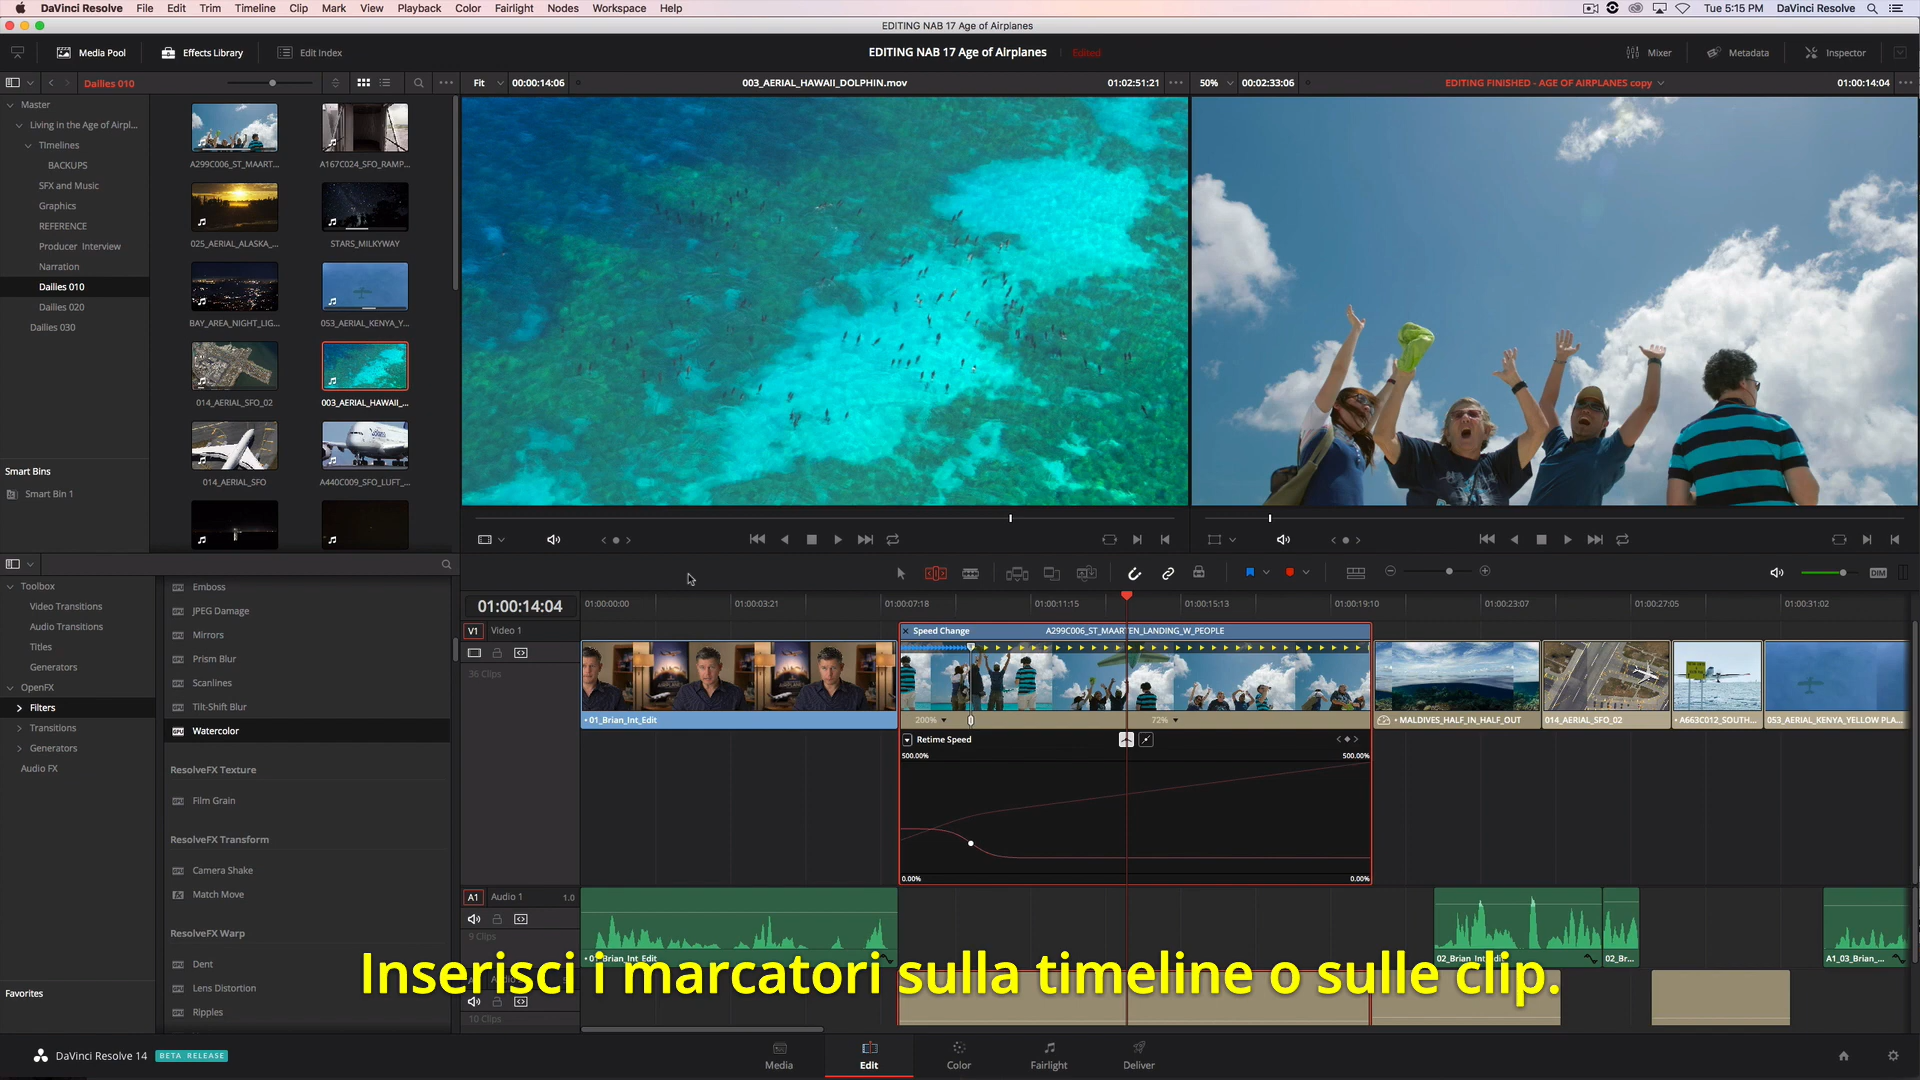 DaVinci Resolve File Edit Trim Timeline Clip Mark View Playback Color Fairlight Nodes Workspace Help Tue 5:15 PM DaVinci Resolve
EDITING NAB 17 Age of Airplanes
Media Pool Effects Library Edit Index EDITING NAB 17 Age of Airplanes Edited Mixer Metadata Inspector
Dailies 010 Fit 00:00:14:06 003_AERIAL_HAWAII_DOLPHIN.mov 01:02:51:21 50% 00:02:33:06 EDITING FINISHED - AGE OF AIRPLANES copy 01:00:14:04
Master
Living in the Age of Airpl...
Timelines
BACKUPS
SFX and Music
Graphics
REFERENCE
Producer Interview
Narration
Dailies 010
Dailies 020
Dailies 030
A299C006_ST_MAART... A167C024_SFO_RAMP...
025_AERIAL_ALASKA_... STARS_MILKYWAY
BAY_AREA_NIGHT_LIG... 053_AERIAL_KENYA_Y...
014_AERIAL_SFO_02 003_AERIAL_HAWAII_...
014_AERIAL_SFO A440C009_SFO_LUFT_...
Smart Bins
Smart Bin 1
Toolbox
Video Transitions
Audio Transitions
Titles
Generators
OpenFX
Filters
Transitions
Generators
Audio FX
Favorites
Emboss
JPEG Damage
Mirrors
Prism Blur
Scanlines
Tilt-Shift Blur
Watercolor
ResolveFX Texture
Film Grain
ResolveFX Transform
Camera Shake
Match Move
ResolveFX Warp
Dent
Lens Distortion
Ripples
DIM
01:00:14:04 01:00:00:00 01:00:03:21 01:00:07:18 01:00:11:15 01:00:15:13 01:00:19:10 01:00:23:07 01:00:27:05 01:00:31:02
V1 Video 1 Speed Change A299C006_ST_MAARTEN_LANDING_W_PEOPLE
36 Clips
01_Brian_Int_Edit 200% 72% MALDIVES_HALF_IN_HALF_OUT 014_AERIAL_SFO_02 A663C012_SOUTH... 053_AERIAL_KENYA_YELLOW PLA...
Retime Speed
500.00% 500.00%
0.00% 0.00%
A1 Audio 1 1.0
9 Clips
Brian_Int_Edit 02_Brian_Int_Edit 02_Br... A1_03_Brian_...
Inserisci i marcatori sulla timeline o sulle clip.
10 Clips
DaVinci Resolve 14 BETA RELEASE Media Edit Color Fairlight Deliver